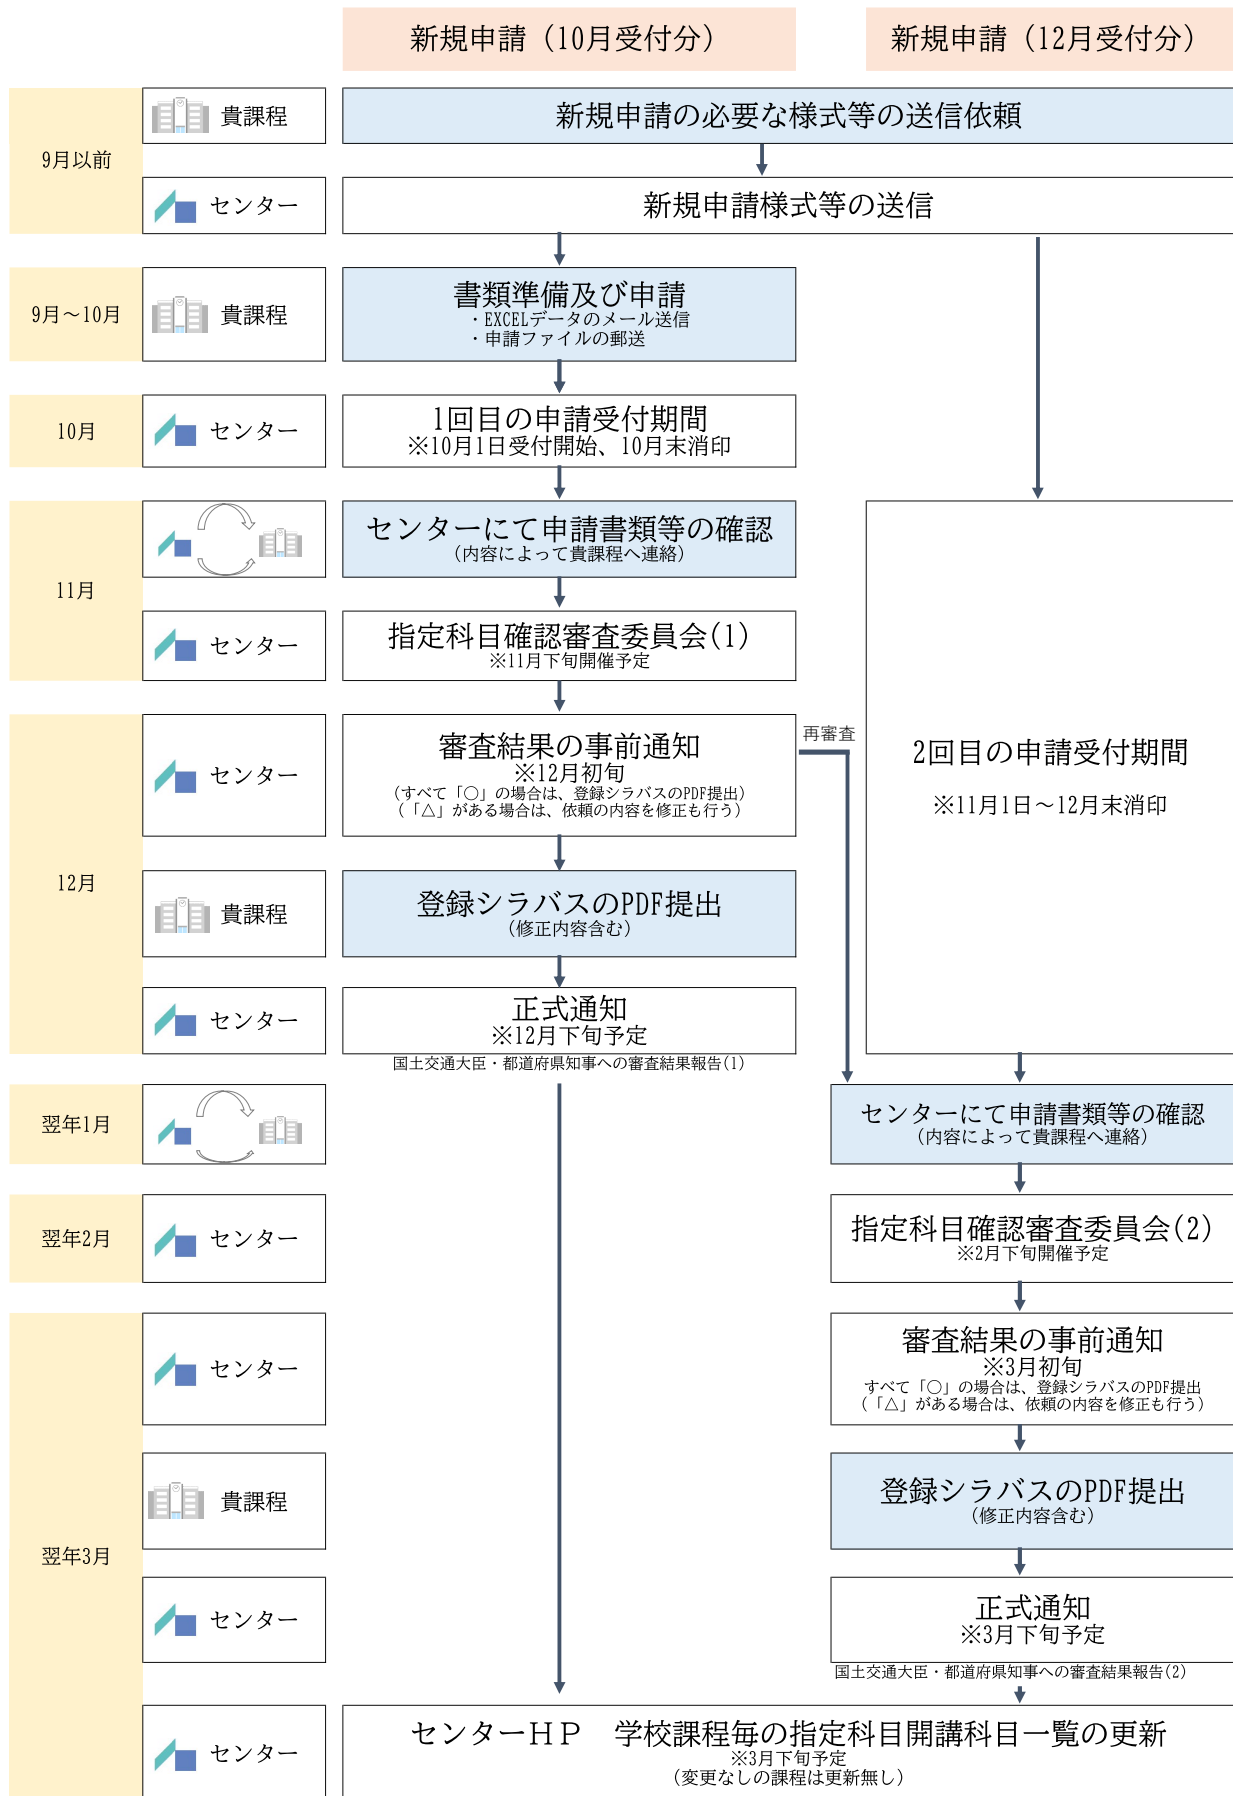 新規申請（10月受付分）
新規申請（12月受付分）
9月以前
貴課程
新規申請の必要な様式等の送信依頼
センター
新規申請様式等の送信
9月～10月
貴課程
書類準備及び申請
・EXCELデータのメール送信
・申請ファイルの郵送
10月
センター
1回目の申請受付期間
※10月1日受付開始、10月末消印
11月
センターにて申請書類等の確認
（内容によって貴課程へ連絡）
センター
指定科目確認審査委員会(1)
※11月下旬開催予定
2回目の申請受付期間
※11月1日～12月末消印
12月
センター
審査結果の事前通知
※12月初旬
（すべて「○」の場合は、登録シラバスのPDF提出）
（「△」がある場合は、依頼の内容を修正も行う）
再審査
貴課程
登録シラバスのPDF提出
（修正内容含む）
センター
正式通知
※12月下旬予定
国土交通大臣・都道府県知事への審査結果報告(1)
翌年1月
センターにて申請書類等の確認
（内容によって貴課程へ連絡）
翌年2月
センター
指定科目確認審査委員会(2)
※2月下旬開催予定
翌年3月
センター
審査結果の事前通知
※3月初旬
すべて「○」の場合は、登録シラバスのPDF提出
（「△」がある場合は、依頼の内容を修正も行う）
貴課程
登録シラバスのPDF提出
（修正内容含む）
センター
正式通知
※3月下旬予定
国土交通大臣・都道府県知事への審査結果報告(2)
センター
センターＨＰ　学校課程毎の指定科目開講科目一覧の更新
※3月下旬予定
（変更なしの課程は更新無し）